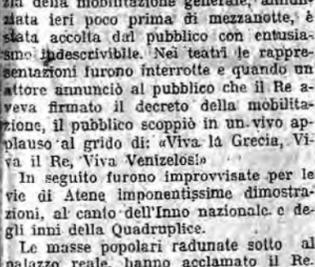 zia della mobilitazione generale, annun-
ziata ieri poco prima di mezzanotte, è
stata accolta dal pubblico con entusia-
smo indescrivibile. Nei teatri le rappre-
sentazioni furono interrotte e quando un
attore annunciò al pubblico che il Re a-
veva firmato il decreto della mobilita-
zione, il pubblico scoppiò in un vivo ap-
plauso al grido di: «Viva la Grecia, Vi-
va il Re, Viva Venizelos!»
In seguito furono improvvisate per le
vie di Atene imponentissime dimostra-
zioni, al canto dell'Inno nazionale e de-
gli inni della Quadruplice.
Le masse popolari radunate sotto al
palazzo reale, hanno acclamato il Re.